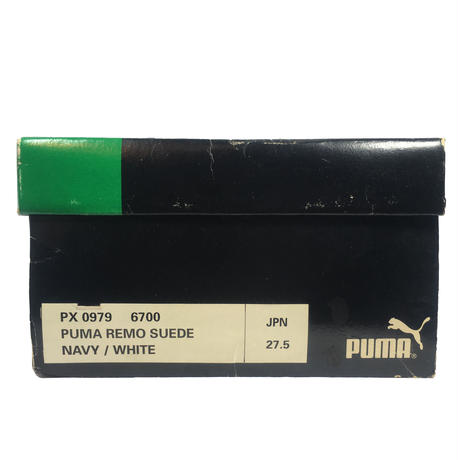 PX 0979 6700
PUMA REMO SUEDE
NAVY / WHITE
JPN
27.5
PUMA®